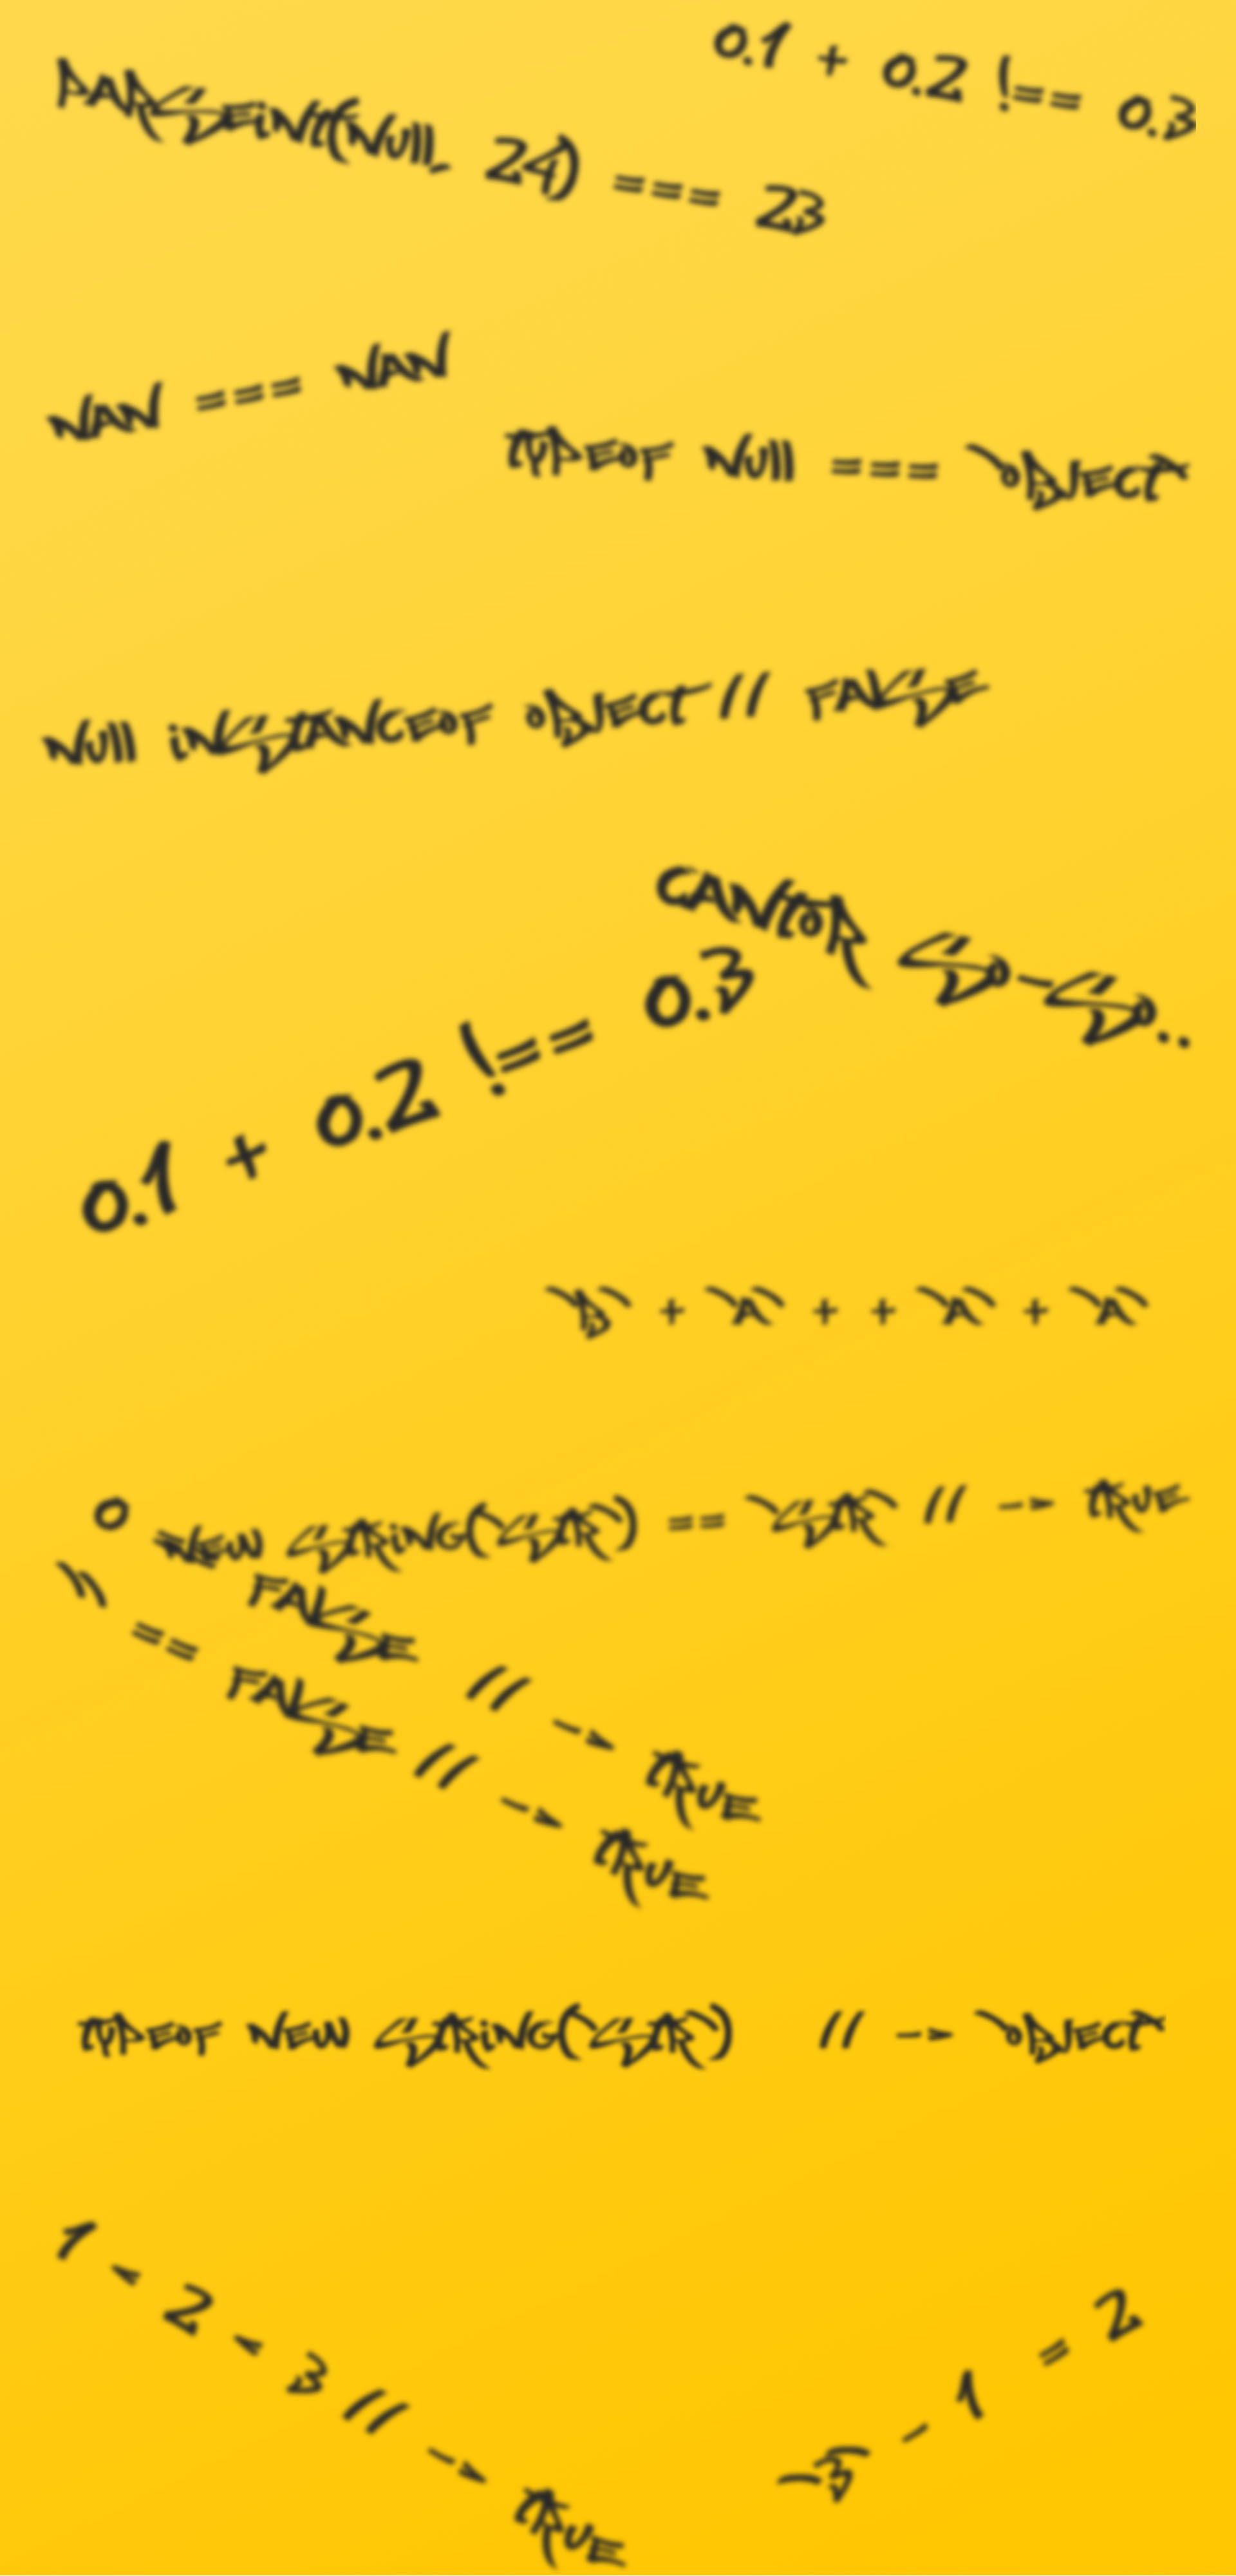 0.1 + 0.2 !== 0.3
parseInt(null, 24) === 23
NaN === NaN
typeof null === 'object'
null instanceof Object // false
Cantor so-so..
0.1 + 0.2 !== 0.3
'b' + 'a' + + 'a' + 'a'
new String('str') == 'str' // -> true
0 == false // -> true
'' == false // -> true
typeof new String('str') // -> 'object'
1 < 2 < 3 // -> true
'3' - 1 = 2